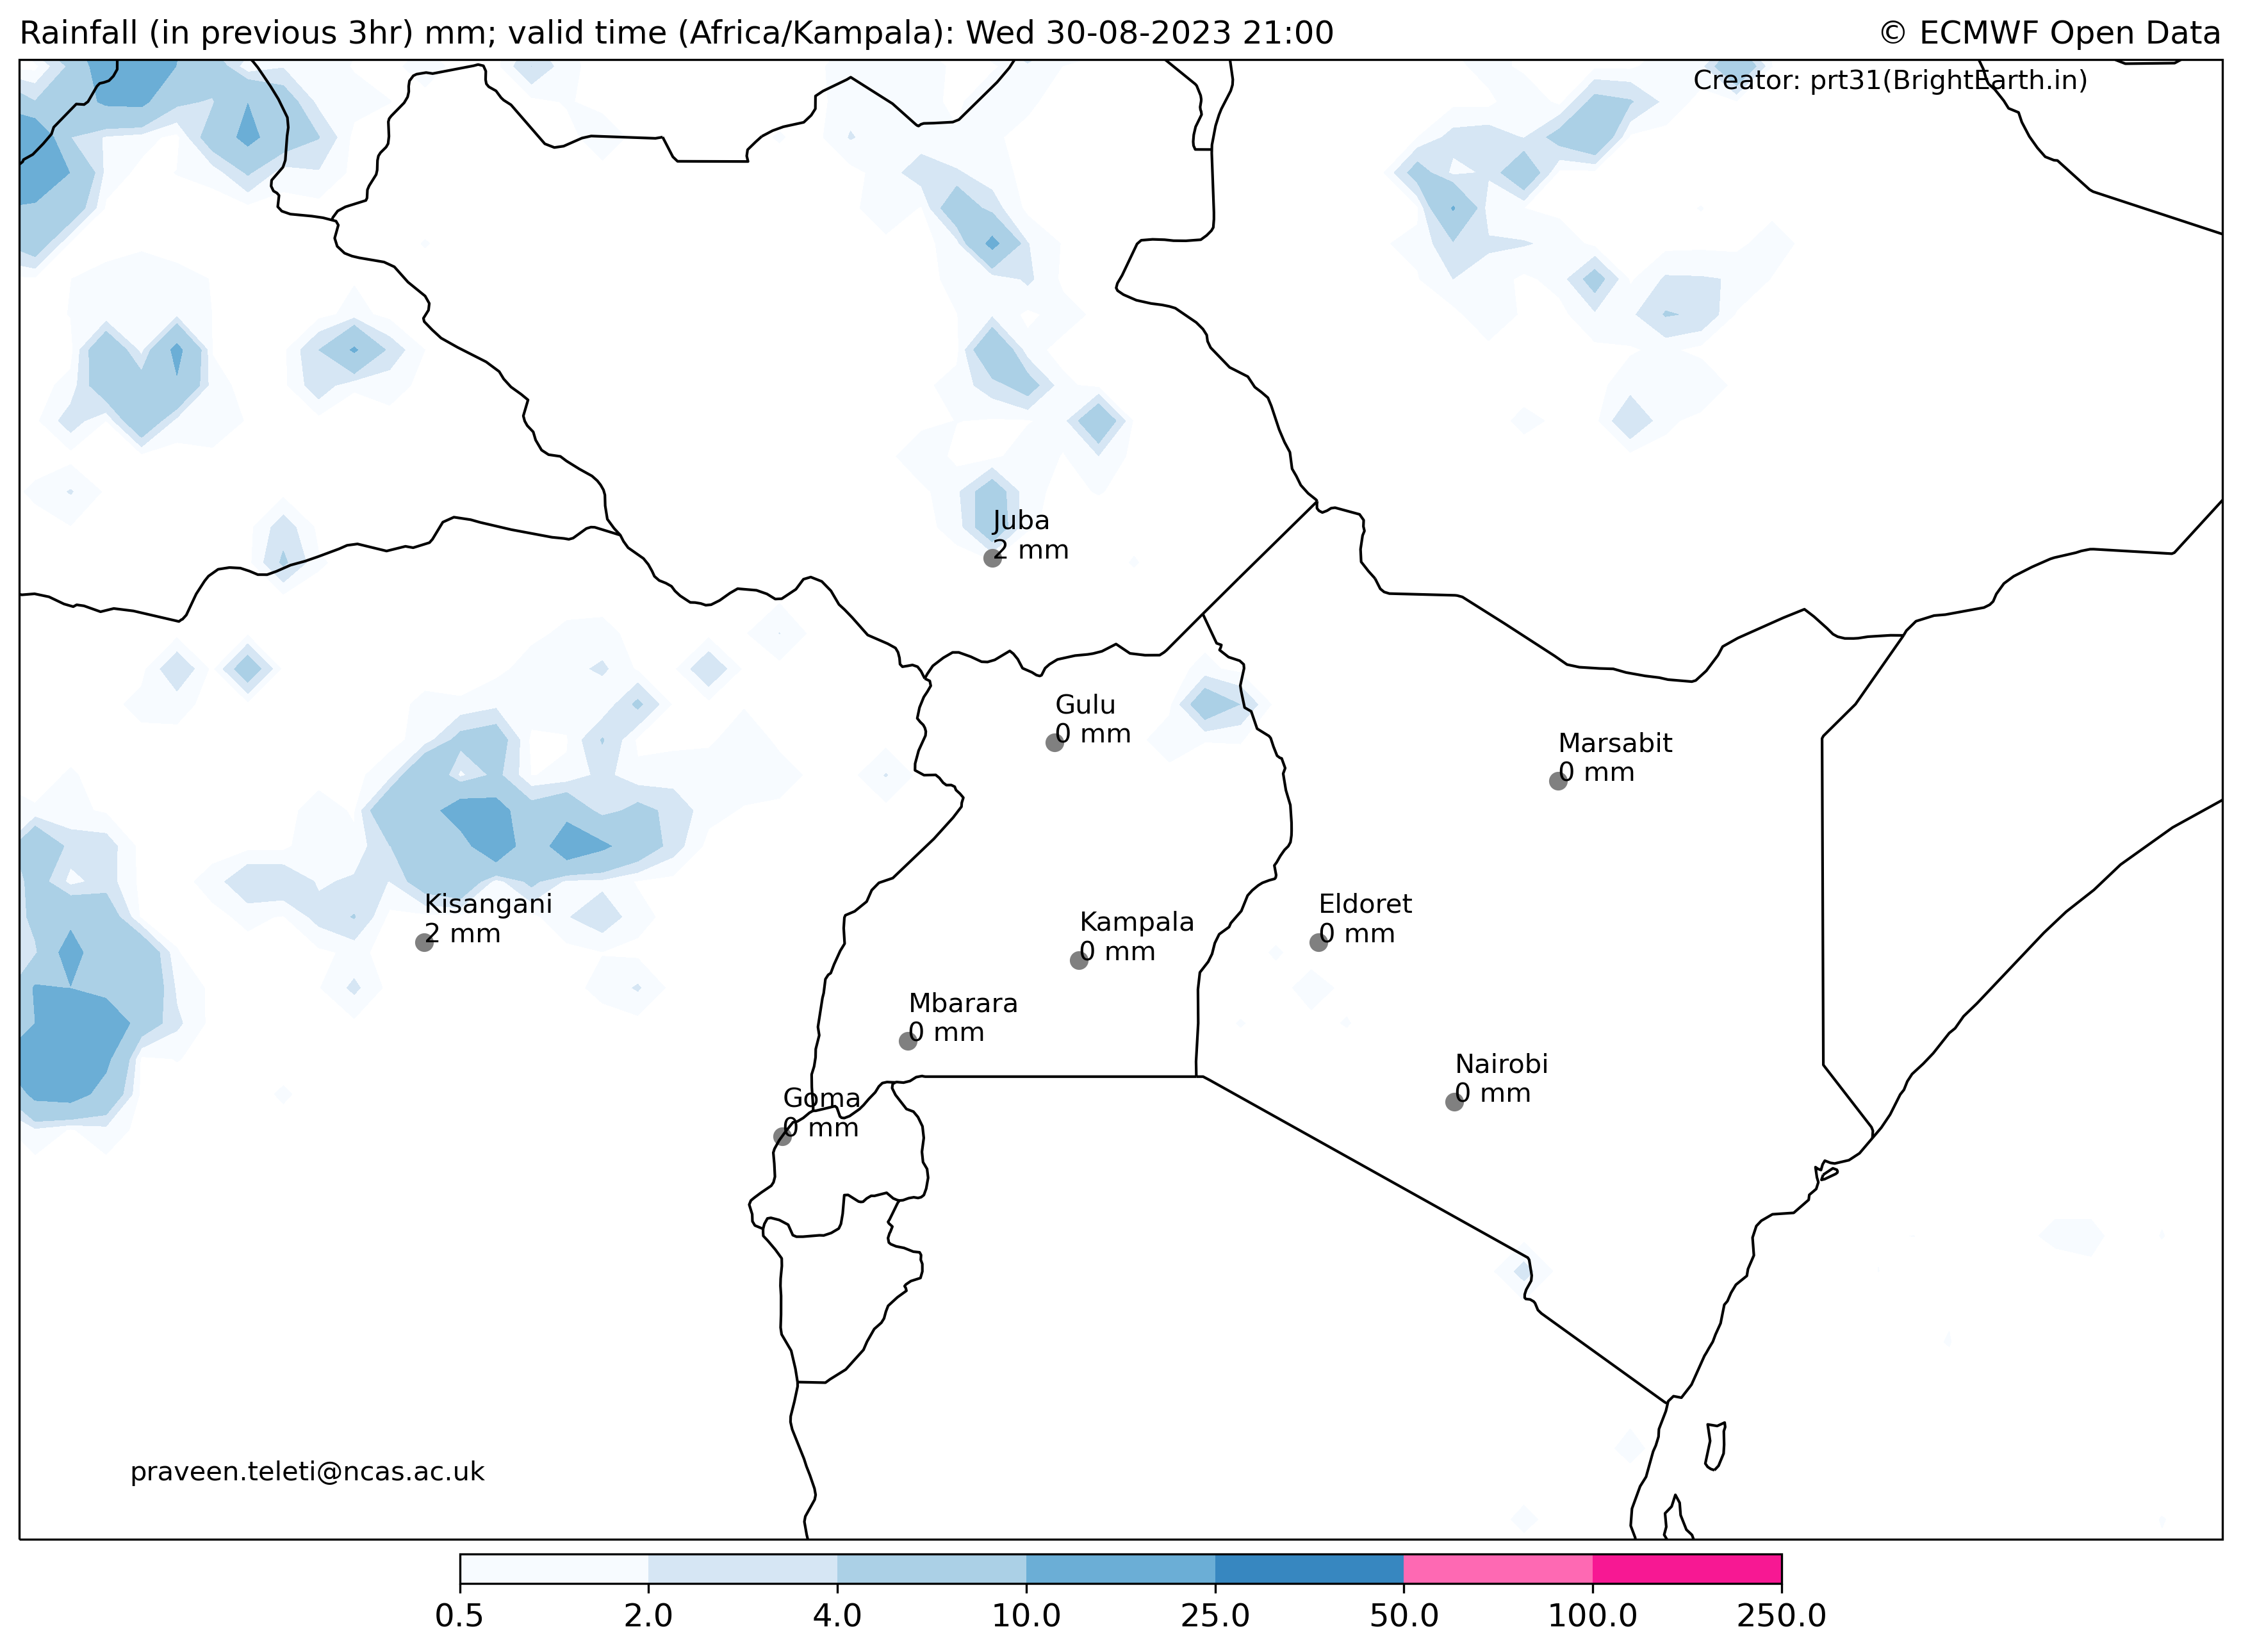 Rainfall (in previous 3hr) mm; valid time (Africa/Kampala): Wed 30-08-2023 21:00
© ECMWF Open Data
Creator: prt31(BrightEarth.in)
Juba
2 mm
Gulu
0 mm
Marsabit
0 mm
Kisangani
2 mm
Eldoret
0 mm
Kampala
0 mm
Mbarara
0 mm
Nairobi
0 mm
Goma
0 mm
praveen.teleti@ncas.ac.uk
0.5 2.0 4.0 10.0 25.0 50.0 100.0 250.0